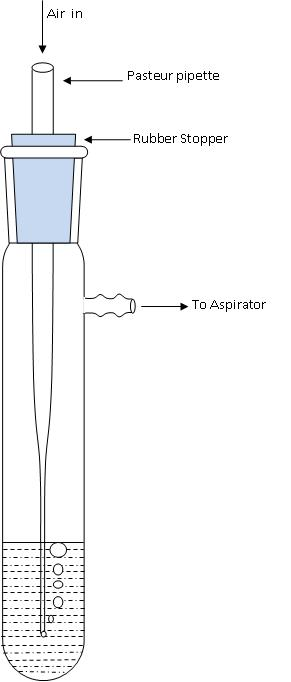 Air in
Pasteur pipette
Rubber Stopper
To Aspirator